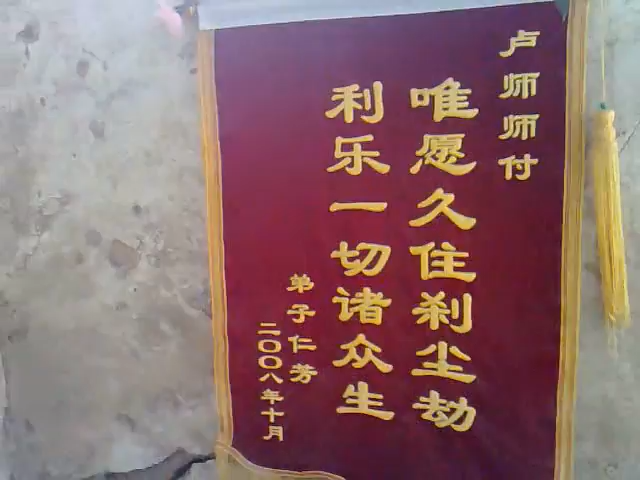 卢师师付
唯愿久住刹尘劫
利乐一切诸众生
弟子仁芳
二〇〇八年十月